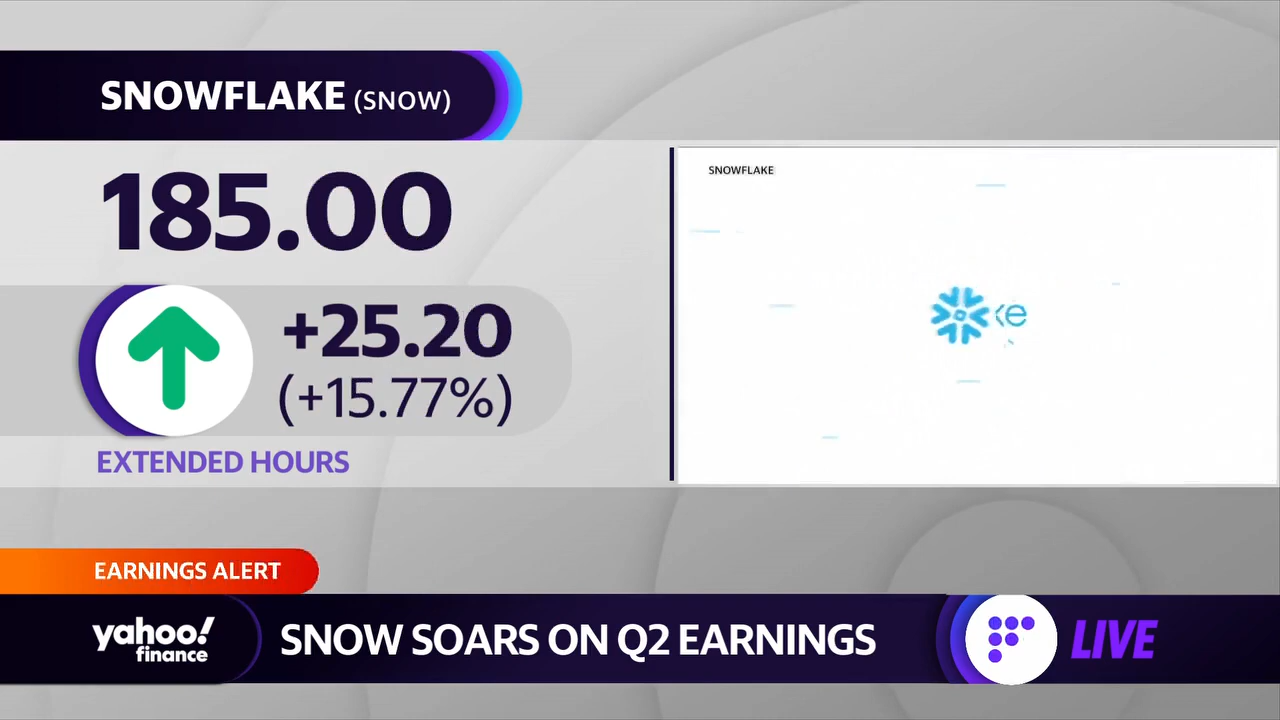 SNOWFLAKE (SNOW)
185.00
+25.20
(+15.77%)
EXTENDED HOURS
SNOWFLAKE
ke
EARNINGS ALERT
yahoo!
finance
SNOW SOARS ON Q2 EARNINGS
LIVE